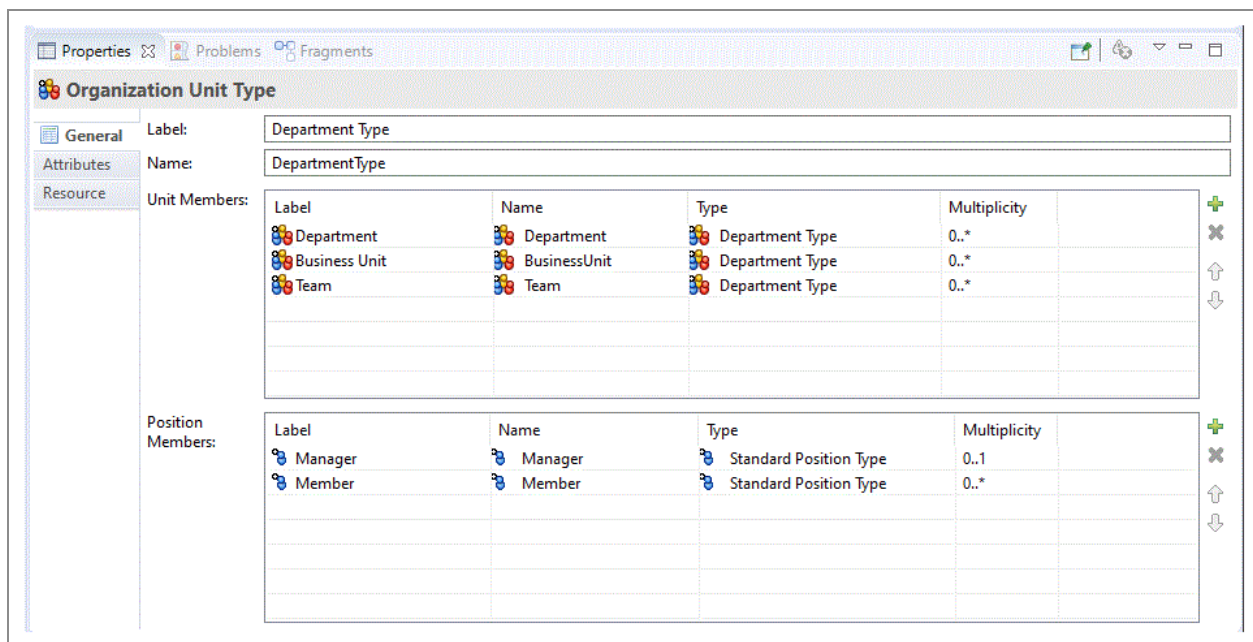 Properties Problems Fragments
Organization Unit Type
General
Label: Department Type
Attributes
Name: DepartmentType
Resource
Unit Members:
Label Name Type Multiplicity
Department Department Department Type 0..*
Business Unit BusinessUnit Department Type 0..*
Team Team Department Type 0..*
Position
Members:
Label Name Type Multiplicity
Manager Manager Standard Position Type 0..1
Member Member Standard Position Type 0..*